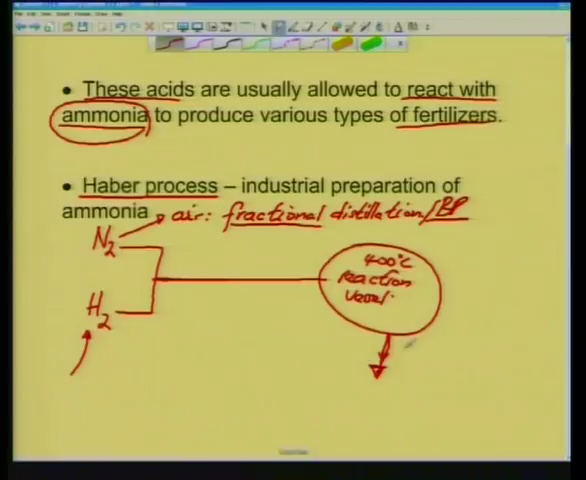 • These acids are usually allowed to react with
ammonia to produce various types of fertilizers.
• Haber process – industrial preparation of
ammonia
air: fractional distillation/BP
N2
H2
400°C
reaction
vessel